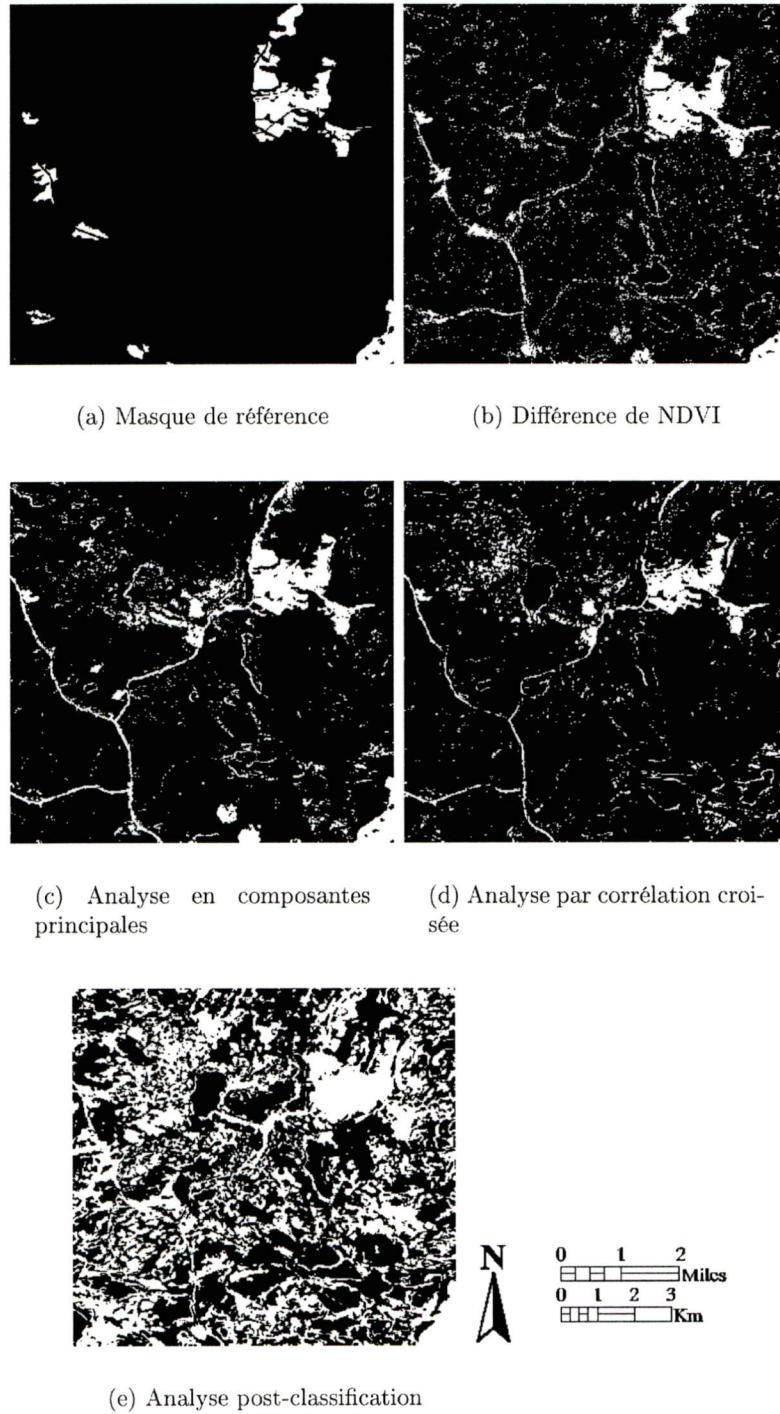 (a) Masque de référence
(b) Différence de NDVI
(c) Analyse en composantes
principales
(d) Analyse par corrélation croi-
sée
(e) Analyse post-classification
N
0 1 2
Miles
0 1 2 3
Km